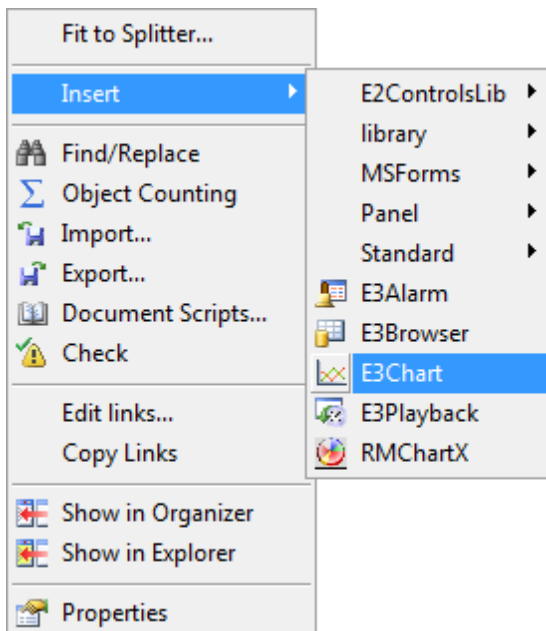 Fit to Splitter...
Insert
Find/Replace
Object Counting
Import...
Export...
Document Scripts...
Check
Edit links...
Copy Links
Show in Organizer
Show in Explorer
Properties
E2ControlsLib
library
MSForms
Panel
Standard
E3Alarm
E3Browser
E3Chart
E3Playback
RMChartX